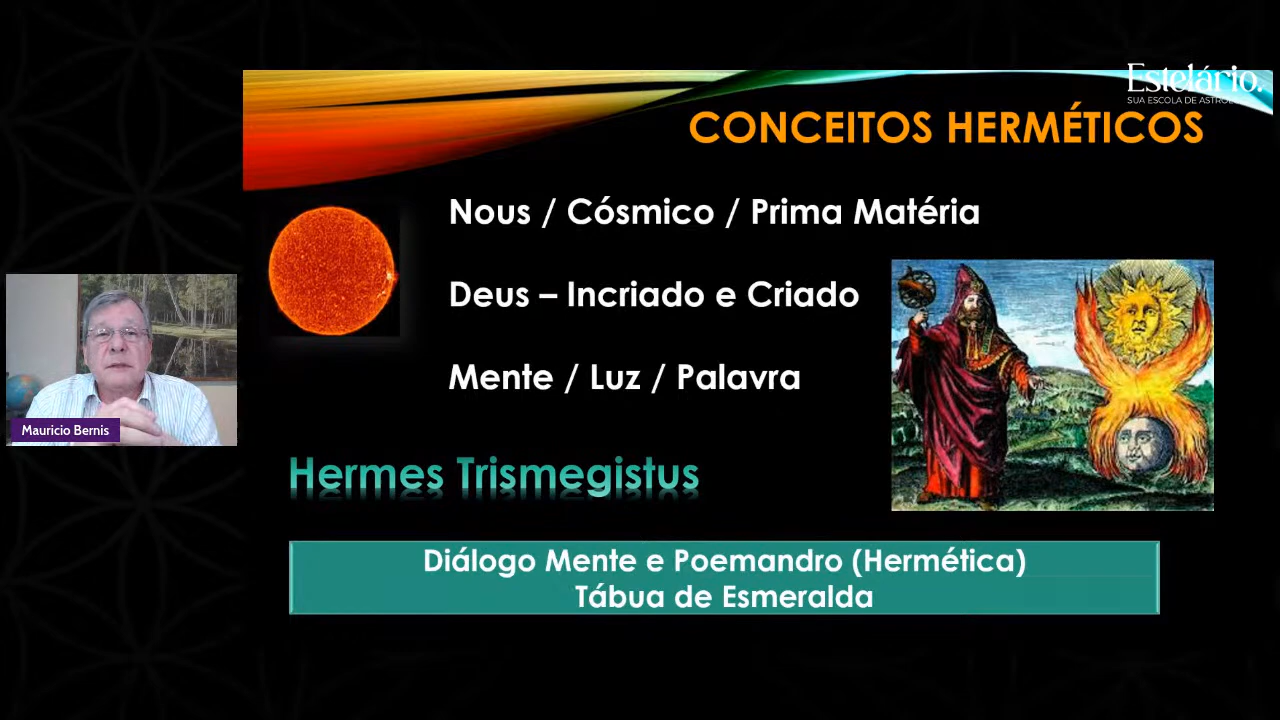 Estelário.
SUA ESCOLA DE ASTROLOGIA
CONCEITOS HERMÉTICOS
Nous / Cósmico / Prima Matéria
Deus – Incriado e Criado
Mente / Luz / Palavra
Mauricio Bernis
Hermes Trismegistus
Diálogo Mente e Poemandro (Hermética)
Tábua de Esmeralda